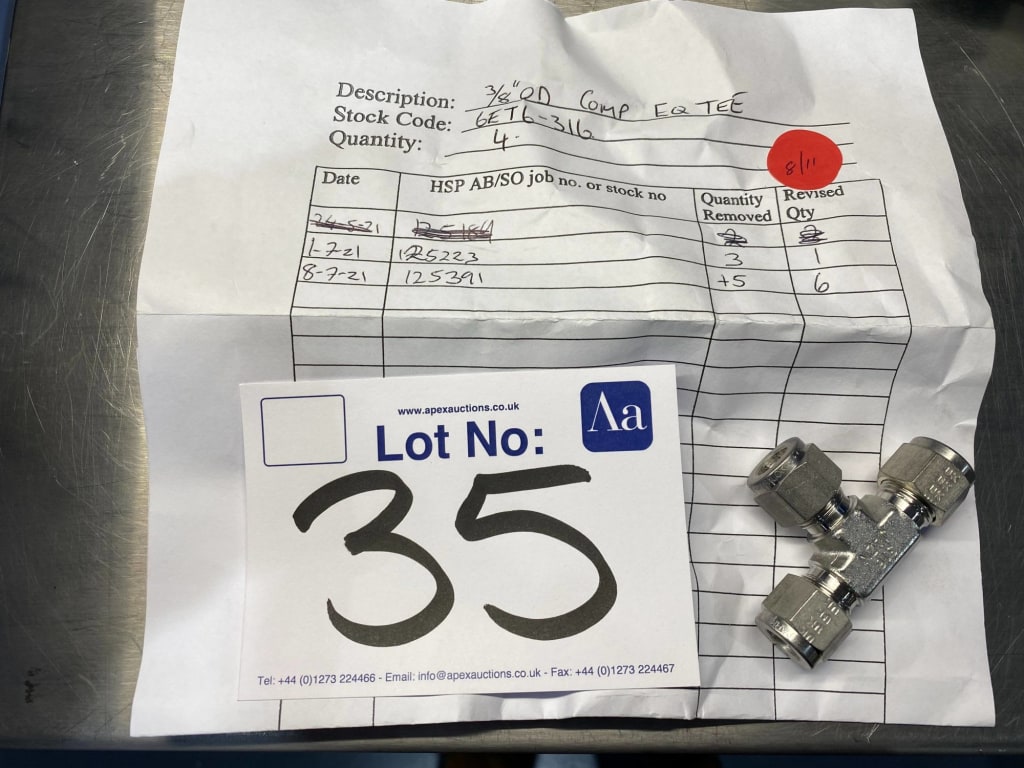 Description: 3/8" OD COMP EQ TEE
Stock Code: 6ET6-316
Quantity: 4.
8/11
Date HSP AB/SO job no. or stock no Quantity Removed Revised Qty
24-5-21 125184 2 2
1-7-21 125223 3 1
8-7-21 125391 +5 6
www.apexauctions.co.uk
Aa
Lot No:
35
Tel: +44 (0)1273 224466 - Email: info@apexauctions.co.uk - Fax: +44 (0)1273 224467